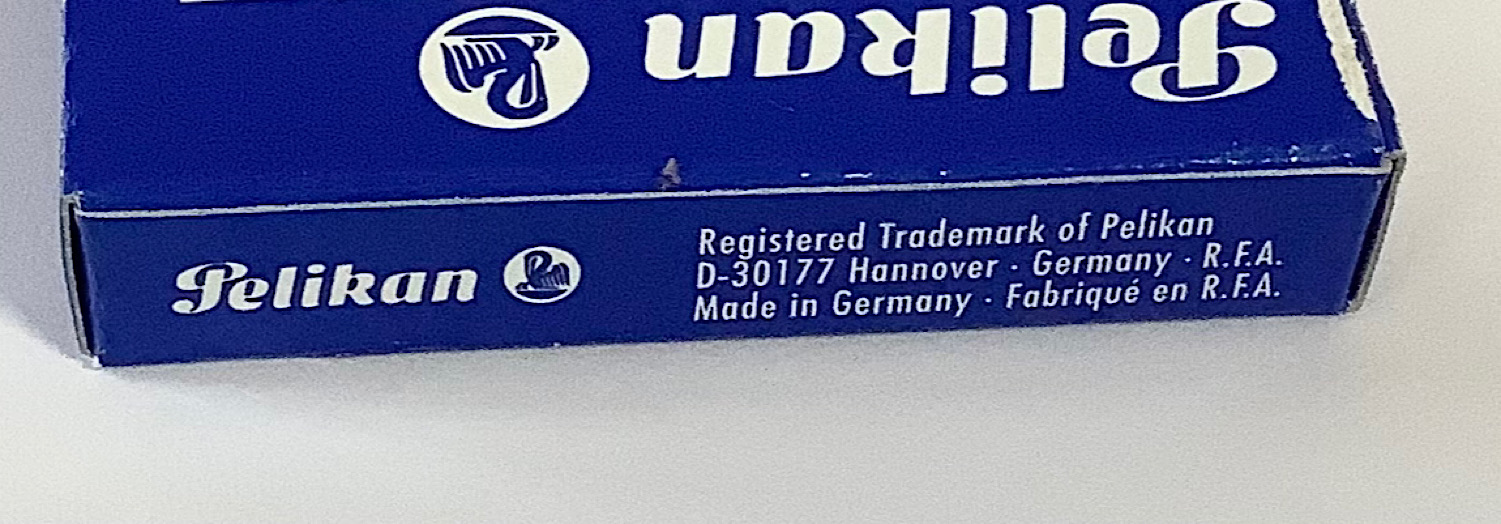 Pelikan
Pelikan
Registered Trademark of Pelikan
D-30177 Hannover · Germany · R.F.A.
Made in Germany · Fabriqué en R.F.A.